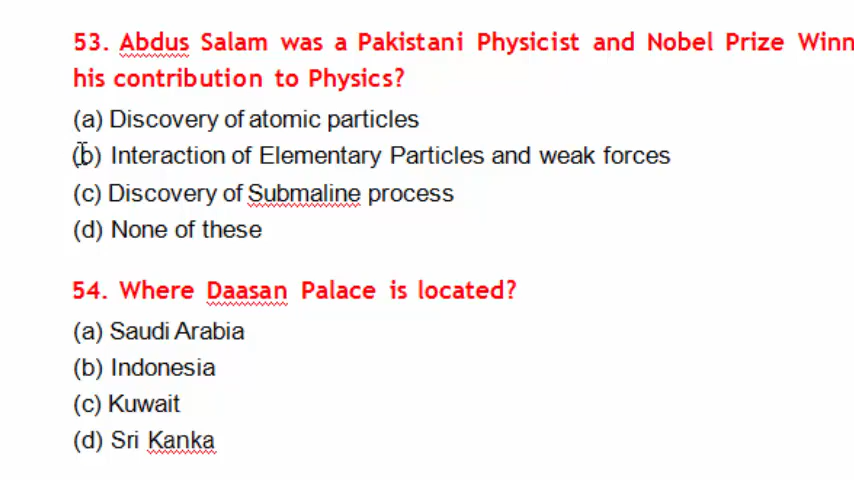 53. Abdus Salam was a Pakistani Physicist and Nobel Prize Winn
his contribution to Physics?
(a) Discovery of atomic particles
(b) Interaction of Elementary Particles and weak forces
(c) Discovery of Submaline process
(d) None of these
54. Where Daasan Palace is located?
(a) Saudi Arabia
(b) Indonesia
(c) Kuwait
(d) Sri Kanka